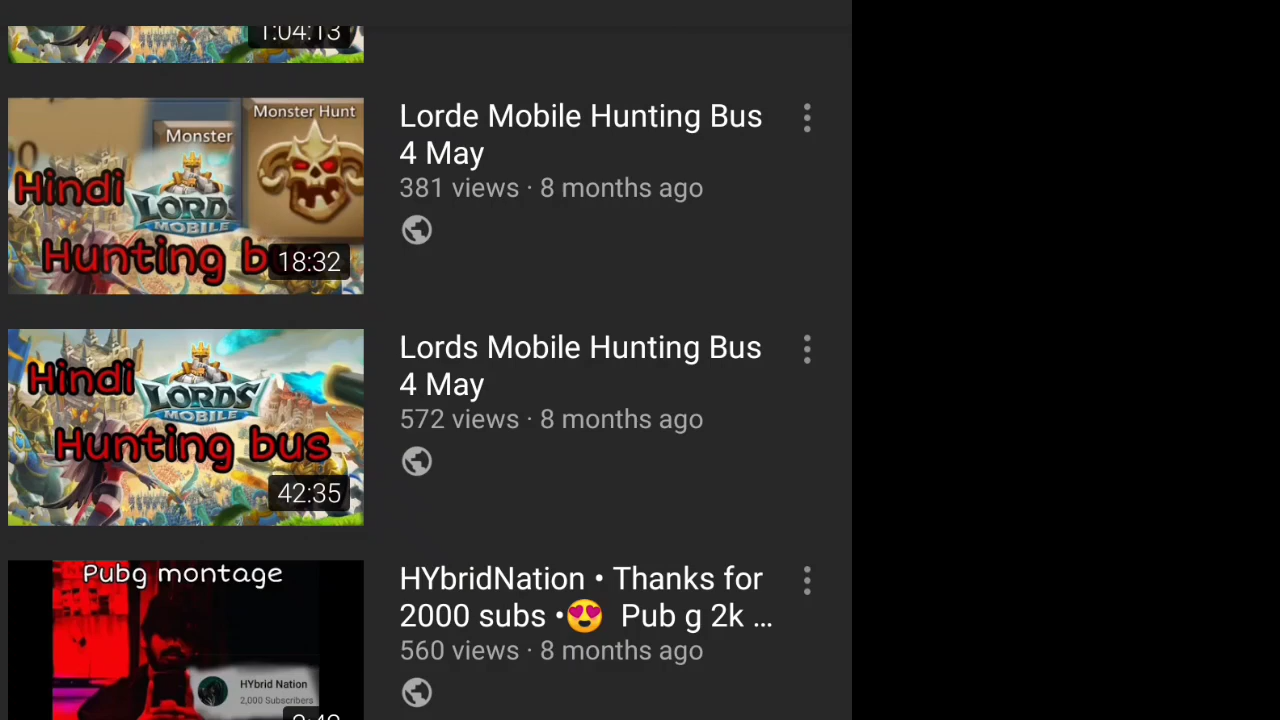 1:04:13
Monster Hunt
Monster
Hindi
LORDS
MOBILE
Hunting b
18:32
Lorde Mobile Hunting Bus
4 May
381 views · 8 months ago
Hindi
LORDS
MOBILE
Hunting bus
42:35
Lords Mobile Hunting Bus
4 May
572 views · 8 months ago
Pubg montage
HYbrid Nation
2,000 Subscribers
HYbridNation • Thanks for
2000 subs •😍 Pub g 2k ...
560 views · 8 months ago